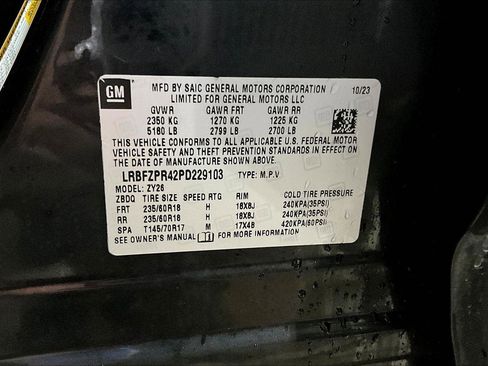 GM
MFD BY SAIC GENERAL MOTORS CORPORATION 10/23
LIMITED FOR GENERAL MOTORS LLC
GVWR GAWR FRT GAWR RR
2350 KG 1270 KG 1225 KG
5180 LB 2799 LB 2700 LB
THIS VEHICLE CONFORMS TO ALL APPLICABLE U.S. FEDERAL MOTOR
VEHICLE SAFETY, BUMPER, AND THEFT PREVENTION STANDARDS IN EFFECT ON
THE DATE OF MANUFACTURE SHOWN ABOVE.
LRBFZPR42PD229103 TYPE: M.P.V
MODEL: ZY26
ZBDQ TIRE SIZE SPEED RTG RIM COLD TIRE PRESSURE
FRT 235/60R18 H 18X8J 240KPA(35PSI)
RR 235/60R18 H 18X8J 240KPA(35PSI)
SPA T145/70R17 M 17X4B 420KPA(60PSI)
SEE OWNER'S MANUAL FOR MORE INFORMATION